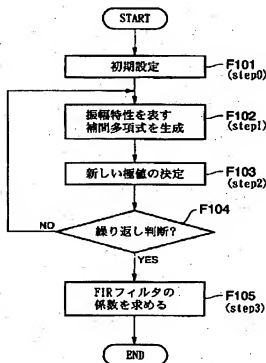 START
初期設定
F101
(step0)
振幅特性を表す
補間多項式を生成
F102
(step1)
新しい極値の決定
F103
(step2)
F104
繰り返し判断?
NO
YES
FIRフィルタの
係数を求める
F105
(step3)
END